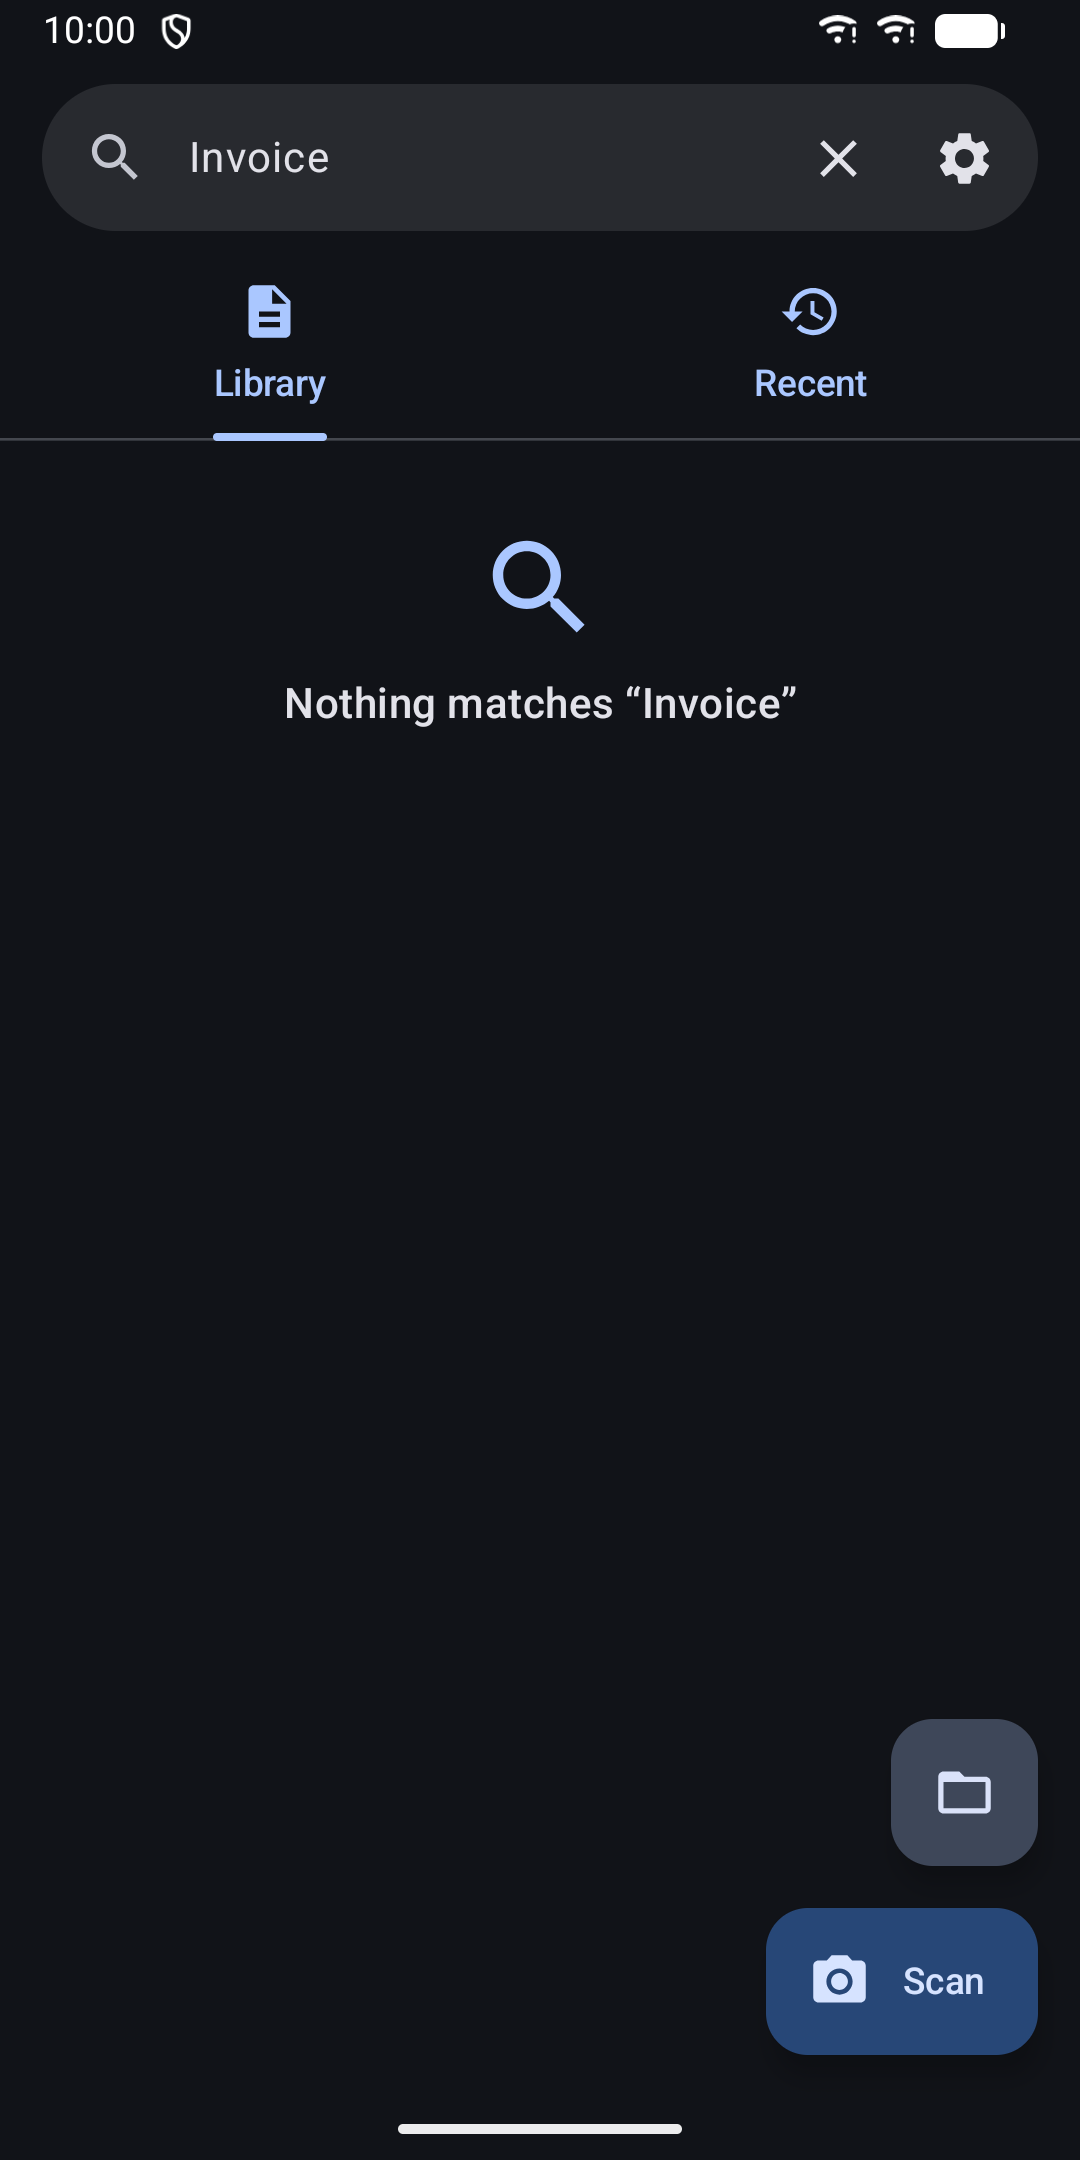 10:00
Invoice
Library
Recent
Nothing matches “Invoice”
Scan